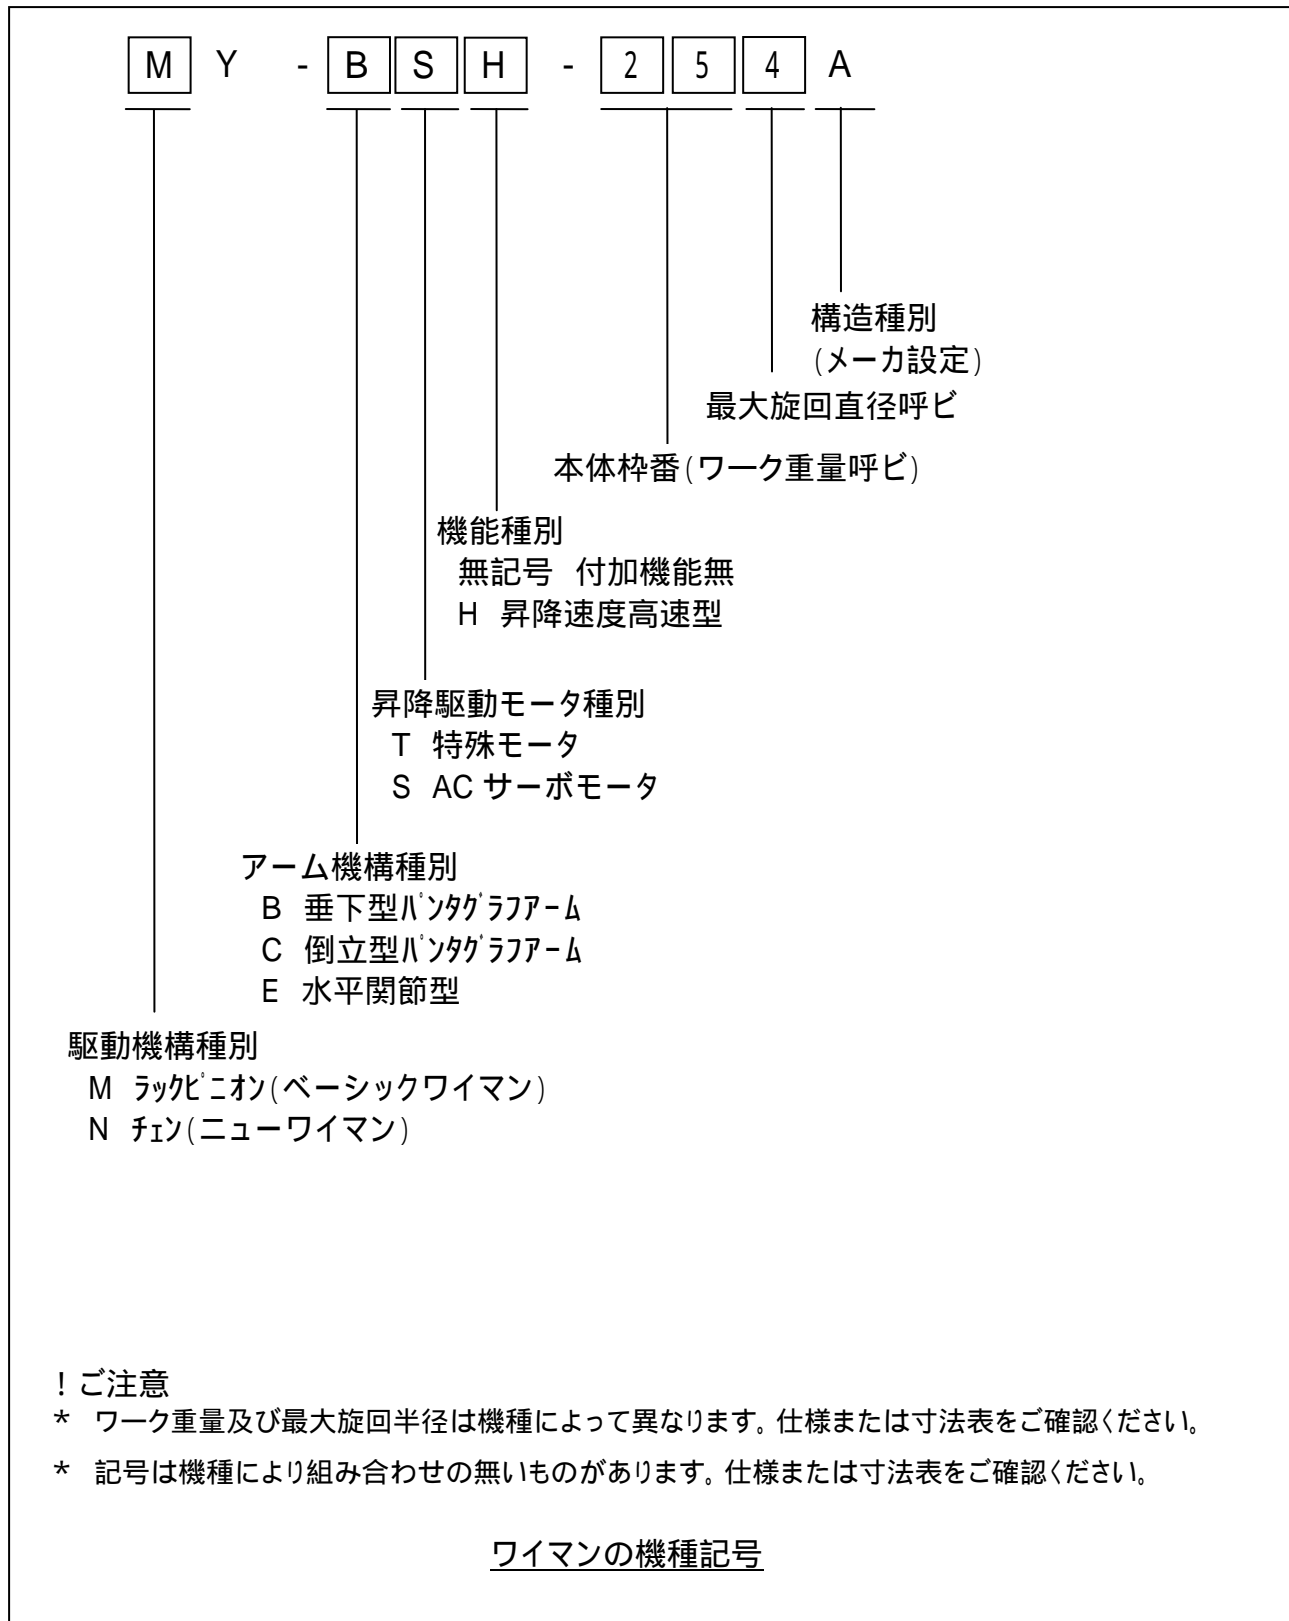 M Y - B S H - 2 5 4 A
構造種別
(メーカ設定)
最大旋回直径呼ビ
本体枠番(ワーク重量呼ビ)
機能種別
無記号 付加機能無
H 昇降速度高速型
昇降駆動モータ種別
T 特殊モータ
S AC サーボモータ
アーム機構種別
B 垂下型ﾊﾟﾝﾀｸﾞﾗﾌｱｰﾑ
C 倒立型ﾊﾟﾝﾀｸﾞﾗﾌｱｰﾑ
E 水平関節型
駆動機構種別
M ﾗｯｸﾋﾟﾆｵﾝ(ベーシックワイマン)
N ﾁｪﾝ(ニューワイマン)
！ご注意
* ワーク重量及び最大旋回半径は機種によって異なります。仕様または寸法表をご確認ください。
* 記号は機種により組み合わせの無いものがあります。仕様または寸法表をご確認ください。
ワイマンの機種記号